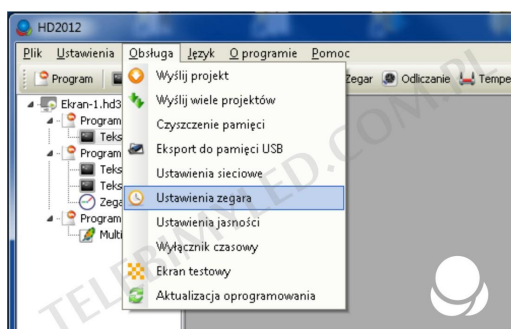 HD2012
Plik Ustawienia Obsługa Język O programie Pomoc
Program Zegar Odliczanie Tempe
Wyślij projekt
Wyślij wiele projektów
Czyszczenie pamięci
Eksport do pamięci USB
Ustawienia sieciowe
Ustawienia zegara
Ustawienia jasności
Wyłącznik czasowy
Ekran testowy
Aktualizacja oprogramowania
Ekran-1.hd3
Program
Teks
Program
Teks
Teks
Zega
Program
Multi
TELEBIMYLED.COM.PL